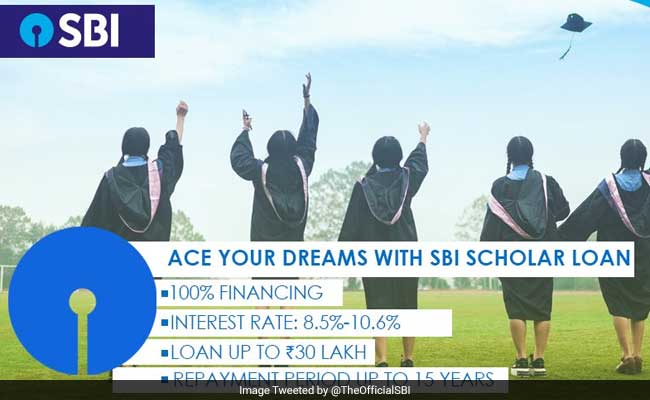 SBI
ACE YOUR DREAMS WITH SBI SCHOLAR LOAN
▪100% FINANCING
▪INTEREST RATE: 8.5%-10.6%
▪LOAN UP TO ₹30 LAKH
▪REPAYMENT PERIOD UP TO 15 YEARS
Image Tweeted by @TheOfficialSBI